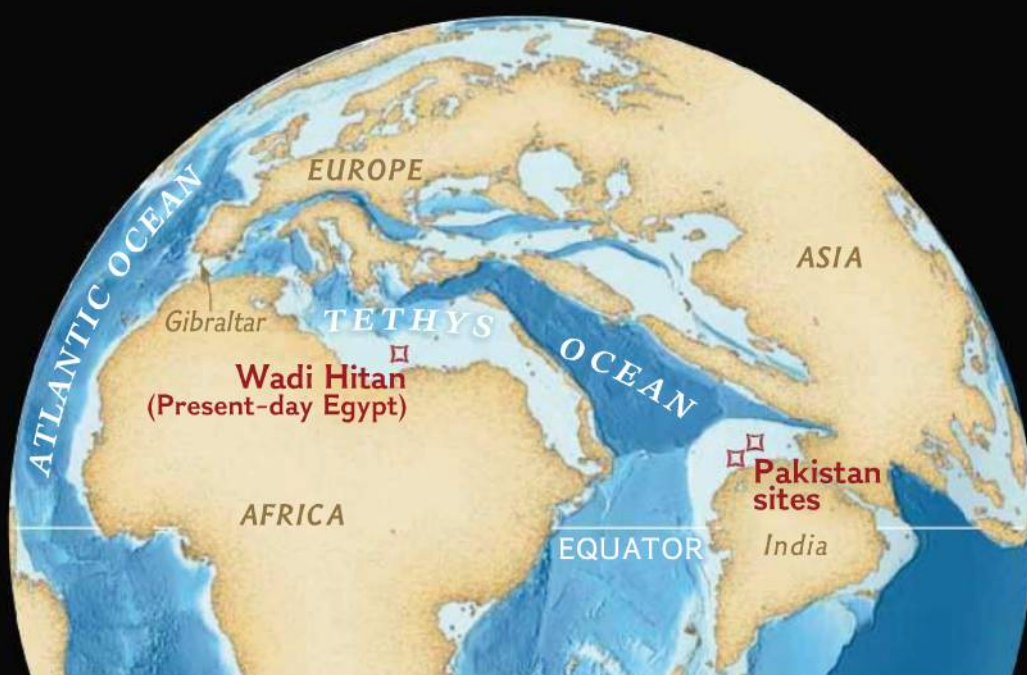 EUROPE
ASIA
ATLANTIC OCEAN
Gibraltar
TETHYS
OCEAN
Wadi Hitan
(Present-day Egypt)
Pakistan
sites
AFRICA
EQUATOR
India